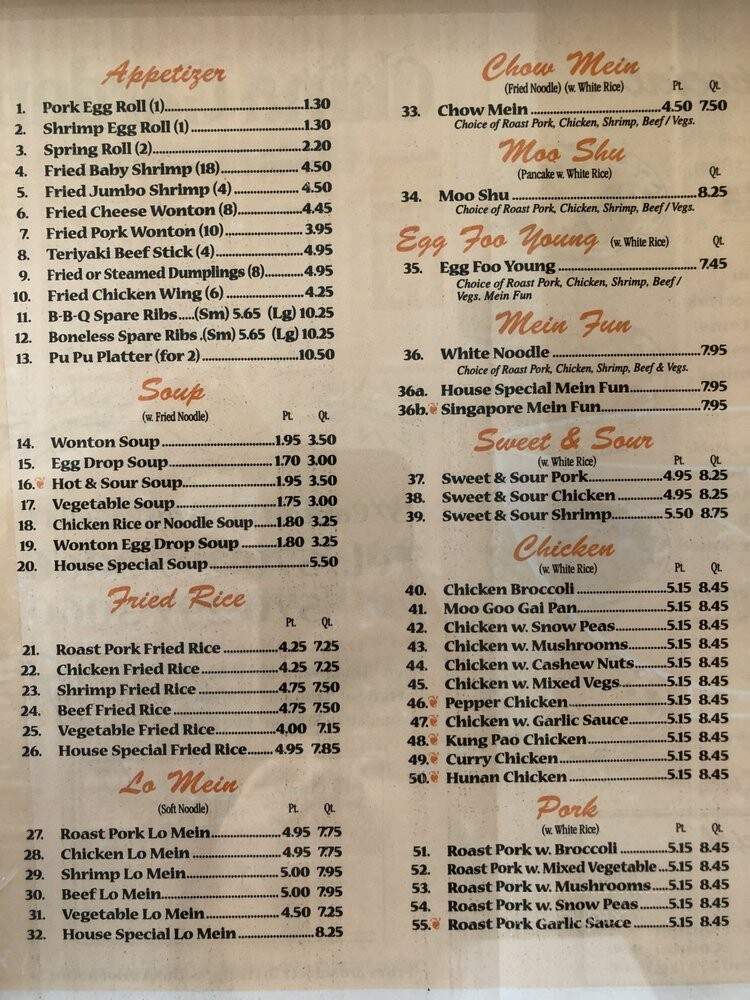 Appetizer
1. Pork Egg Roll (1)...1.30
2. Shrimp Egg Roll (1)...1.30
3. Spring Roll (2)...2.20
4. Fried Baby Shrimp (18)...4.50
5. Fried Jumbo Shrimp (4)...4.50
6. Fried Cheese Wonton (8)...4.45
7. Fried Pork Wonton (10)...3.95
8. Teriyaki Beef Stick (4)...4.95
9. Fried or Steamed Dumplings (8)...4.95
10. Fried Chicken Wing (6)...4.25
11. B-B-Q Spare Ribs...(Sm) 5.65 (Lg) 10.25
12. Boneless Spare Ribs.(Sm) 5.65 (Lg) 10.25
13. Pu Pu Platter (for 2)...10.50
Soup
(w. Fried Noodle) Pt. Qt.
14. Wonton Soup...1.95 3.50
15. Egg Drop Soup...1.70 3.00
16. Hot & Sour Soup...1.95 3.50
17. Vegetable Soup...1.75 3.00
18. Chicken Rice or Noodle Soup...1.80 3.25
19. Wonton Egg Drop Soup...1.80 3.25
20. House Special Soup...5.50
Fried Rice
Pt. Qt.
21. Roast Pork Fried Rice...4.25 7.25
22. Chicken Fried Rice...4.25 7.25
23. Shrimp Fried Rice...4.75 7.50
24. Beef Fried Rice...4.75 7.50
25. Vegetable Fried Rice...4.00 7.15
26. House Special Fried Rice...4.95 7.85
Lo Mein
(Soft Noodle) Pt. Qt.
27. Roast Pork Lo Mein...4.95 7.75
28. Chicken Lo Mein...4.95 7.75
29. Shrimp Lo Mein...5.00 7.95
30. Beef Lo Mein...5.00 7.95
31. Vegetable Lo Mein...4.50 7.25
32. House Special Lo Mein...8.25
Chow Mein
(Fried Noodle) (w. White Rice) Pt. Qt.
33. Chow Mein...4.50 7.50
Choice of Roast Pork, Chicken, Shrimp, Beef / Vegs.
Moo Shu
(Pancake w. White Rice) Qt.
34. Moo Shu...8.25
Choice of Roast Pork, Chicken, Shrimp, Beef / Vegs.
Egg Foo Young (w. White Rice) Qt.
35. Egg Foo Young...7.45
Choice of Roast Pork, Chicken, Shrimp, Beef /
Vegs. Mein Fun
Mein Fun
36. White Noodle...7.95
Choice of Roast Pork, Chicken, Shrimp, Beef & Vegs.
36a. House Special Mein Fun...7.95
36b. Singapore Mein Fun...7.95
Sweet & Sour
(w. White Rice) Pt. Qt.
37. Sweet & Sour Pork...4.95 8.25
38. Sweet & Sour Chicken...4.95 8.25
39. Sweet & Sour Shrimp...5.50 8.75
Chicken
(w. White Rice) Pt. Qt.
40. Chicken Broccoli...5.15 8.45
41. Moo Goo Gai Pan...5.15 8.45
42. Chicken w. Snow Peas...5.15 8.45
43. Chicken w. Mushrooms...5.15 8.45
44. Chicken w. Cashew Nuts...5.15 8.45
45. Chicken w. Mixed Vegs...5.15 8.45
46. Pepper Chicken...5.15 8.45
47. Chicken w. Garlic Sauce...5.15 8.45
48. Kung Pao Chicken...5.15 8.45
49. Curry Chicken...5.15 8.45
50. Hunan Chicken...5.15 8.45
Pork
(w. White Rice) Pt. Qt.
51. Roast Pork w. Broccoli...5.15 8.45
52. Roast Pork w. Mixed Vegetable...5.15 8.45
53. Roast Pork w. Mushrooms...5.15 8.45
54. Roast Pork w. Snow Peas...5.15 8.45
55. Roast Pork Garlic Sauce...5.15 8.45